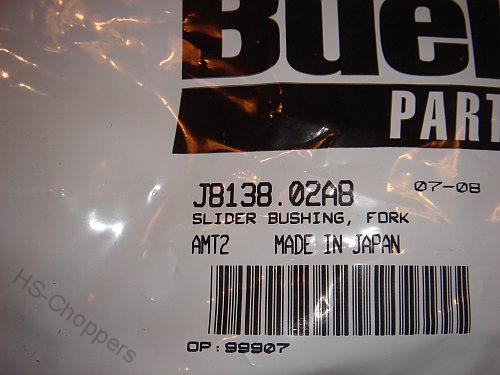 Buel
PART
J8138.02A8 07-08
SLIDER BUSHING, FORK
AMT2 MADE IN JAPAN
OP:99907
HS-Choppers